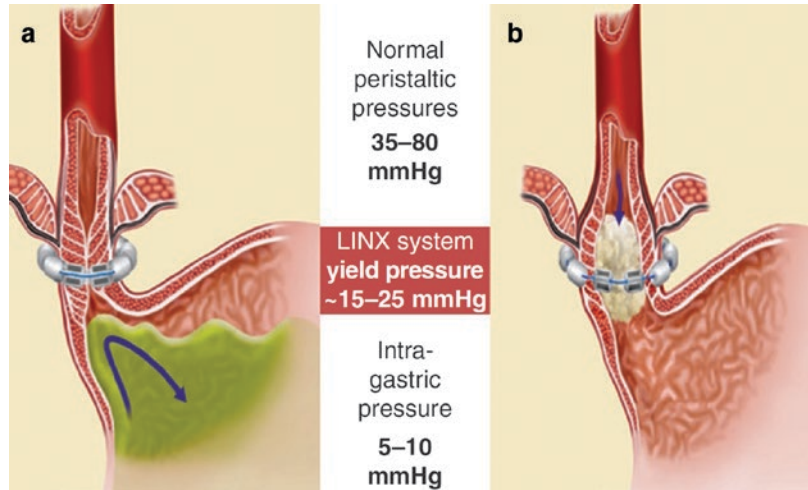 a
Normal
peristaltic
pressures
35–80
mmHg
LINX system
yield pressure
~15–25 mmHg
Intra-
gastric
pressure
5–10
mmHg
b